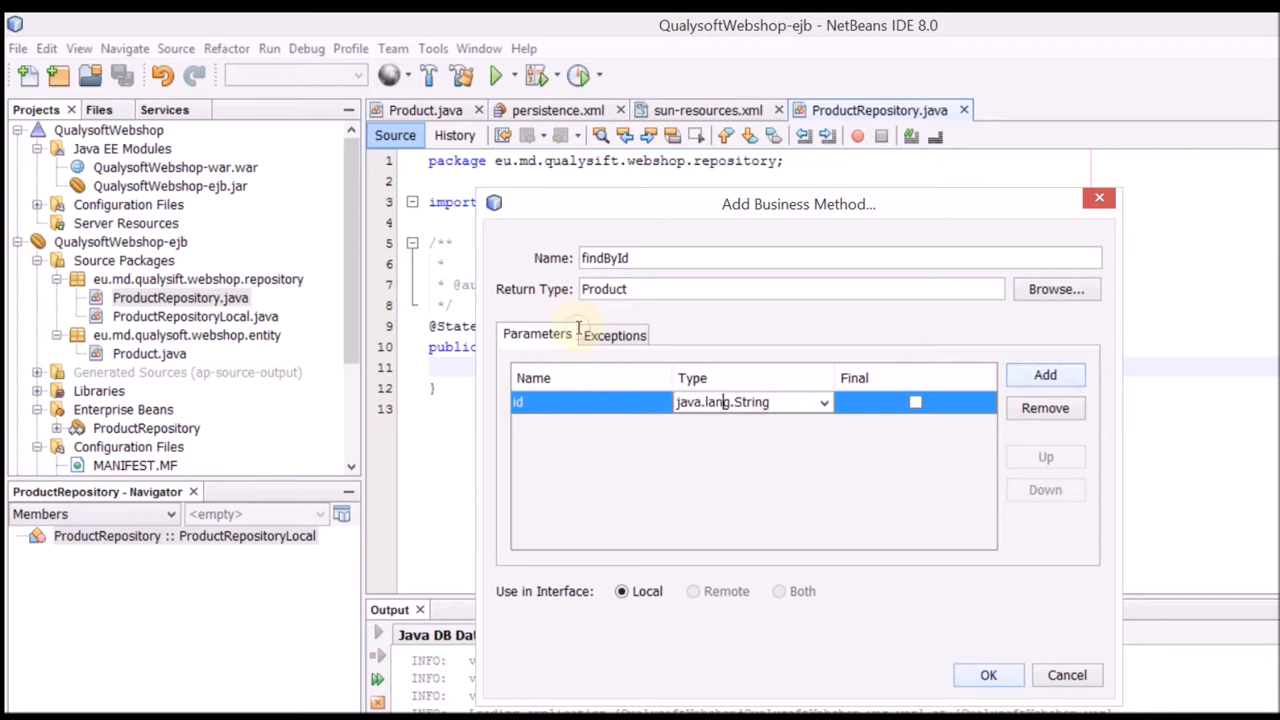 QualysoftWebshop-ejb - NetBeans IDE 8.0
File Edit View Navigate Source Refactor Run Debug Profile Team Tools Window Help
Projects Files Services
Product.java persistence.xml sun-resources.xml ProductRepository.java
Source History
QualysoftWebshop
Java EE Modules
QualysoftWebshop-war.war
QualysoftWebshop-ejb.jar
Configuration Files
Server Resources
QualysoftWebshop-ejb
Source Packages
eu.md.qualysift.webshop.repository
ProductRepository.java
ProductRepositoryLocal.java
eu.md.qualysoft.webshop.entity
Product.java
Generated Sources (ap-source-output)
Libraries
Enterprise Beans
ProductRepository
Configuration Files
MANIFEST.MF
ProductRepository - Navigator
Members <empty>
ProductRepository :: ProductRepositoryLocal
1 package eu.md.qualysift.webshop.repository;
2
3 import
5 /**
6 *
7 * @au
8 */
9 @State
10 public
11
12 }
13
Add Business Method...
Name: findById
Return Type: Product Browse...
Parameters Exceptions
Name Type Final
id java.lang.String
Add
Remove
Up
Down
Use in Interface: Local Remote Both
OK Cancel
Output
Java DB Dat
INFO: v
INFO: v
INFO: v